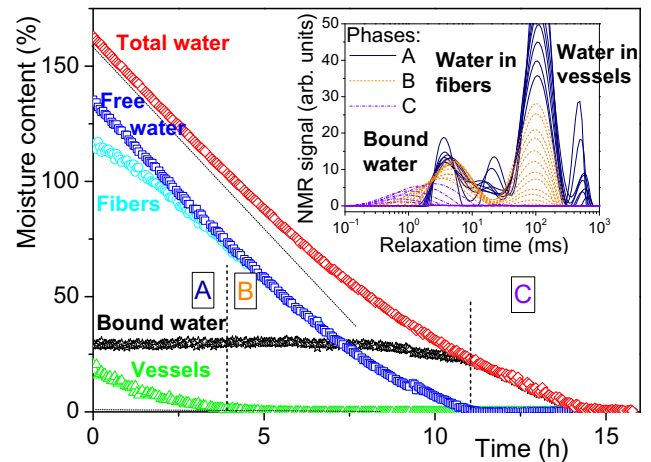 Total water
Free
water
Fibers
Bound water
Vessels
A
B
C
Moisture content (%)
150
100
50
0
0
5
10
15
Time (h)
Phases:
A
B
C
Water in
fibers
Water in
vessels
Bound
water
NMR signal (arb. units)
50
40
30
20
10
0
10⁻¹
10⁰
10¹
10²
10³
Relaxation time (ms)